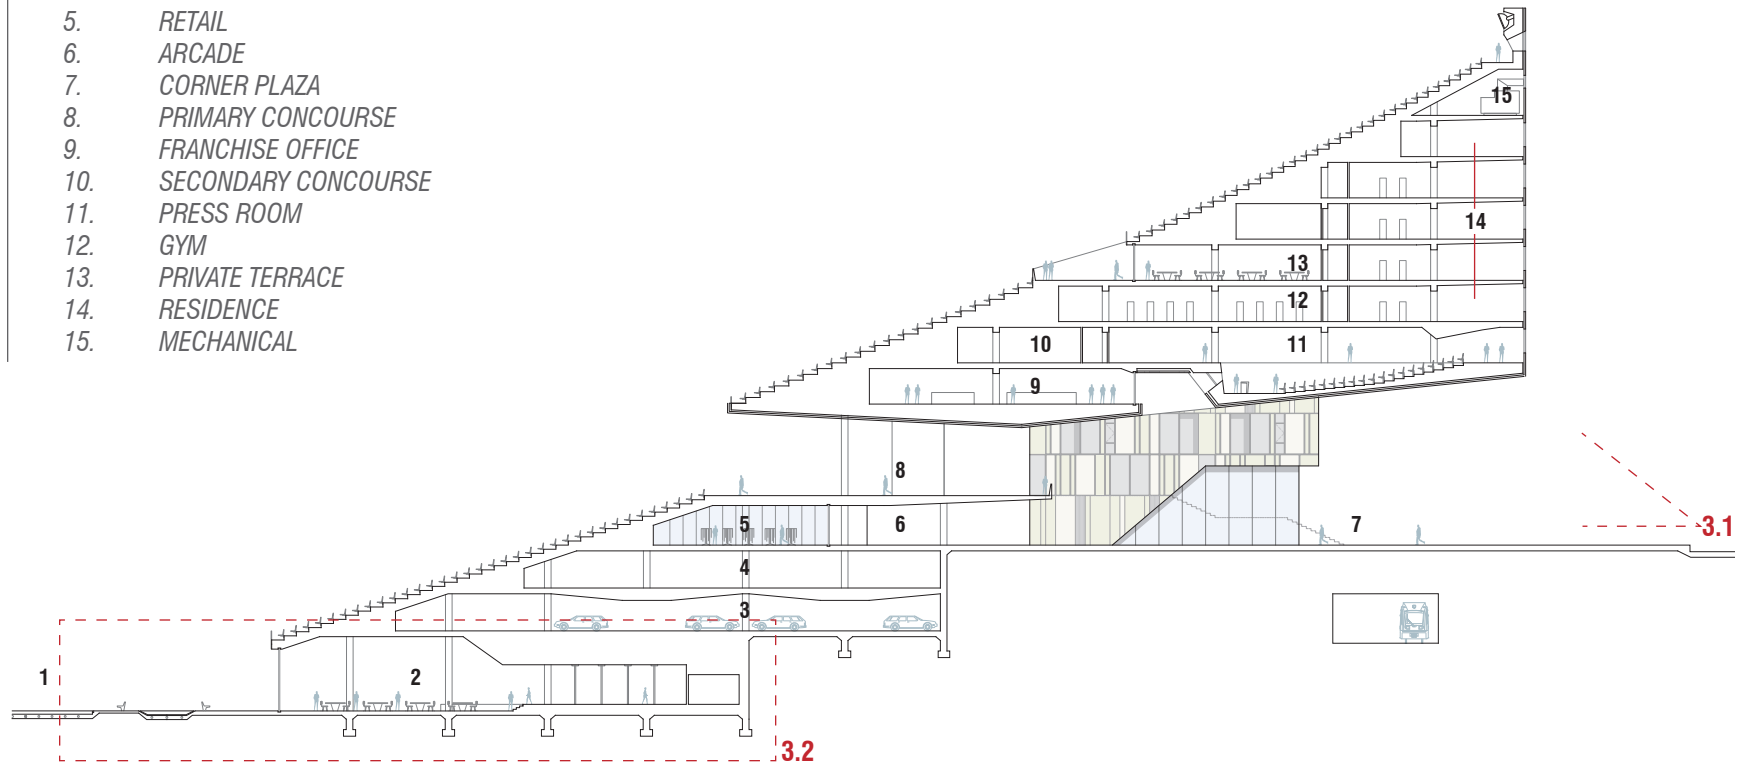 5. RETAIL
6. ARCADE
7. CORNER PLAZA
8. PRIMARY CONCOURSE
9. FRANCHISE OFFICE
10. SECONDARY CONCOURSE
11. PRESS ROOM
12. GYM
13. PRIVATE TERRACE
14. RESIDENCE
15. MECHANICAL
15
14
13
12
10
11
9
8
5
6
7
3.1
4
3
1
2
3.2